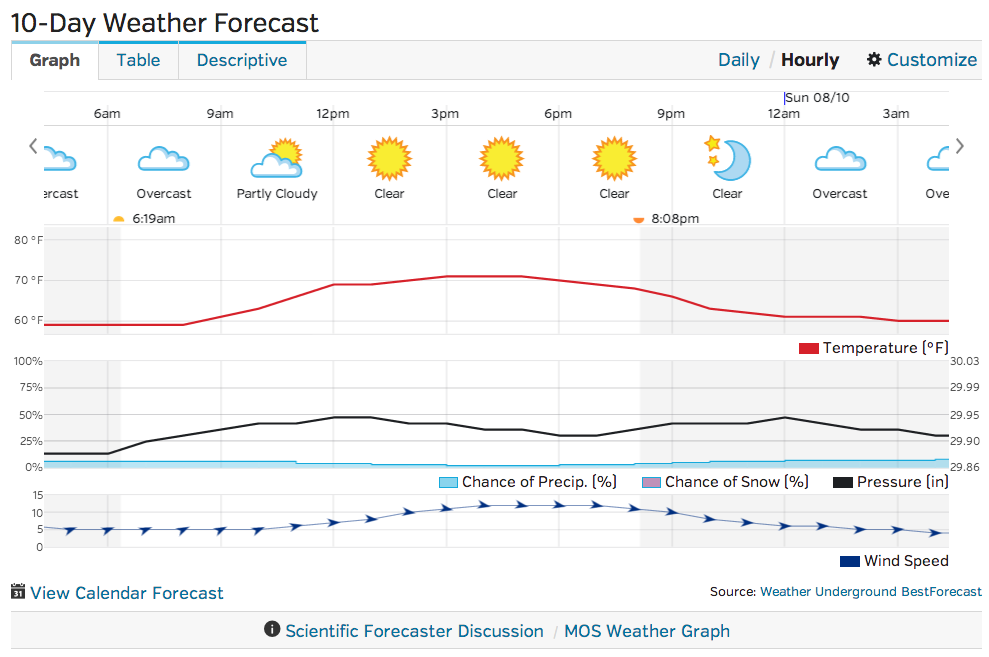 10-Day Weather Forecast
Graph Table Descriptive Daily / Hourly Customize
Sun 08/10
6am 9am 12pm 3pm 6pm 9pm 12am 3am
ercast Overcast Partly Cloudy Clear Clear Clear Clear Overcast Ove
6:19am 8:08pm
80 °F
70 °F
60 °F
Temperature (°F)
100% 30.03
75% 29.99
50% 29.95
25% 29.90
0% 29.86
Chance of Precip. (%) Chance of Snow (%) Pressure (in)
15
10
5
0
Wind Speed
31 View Calendar Forecast Source: Weather Underground BestForecast
i Scientific Forecaster Discussion / MOS Weather Graph